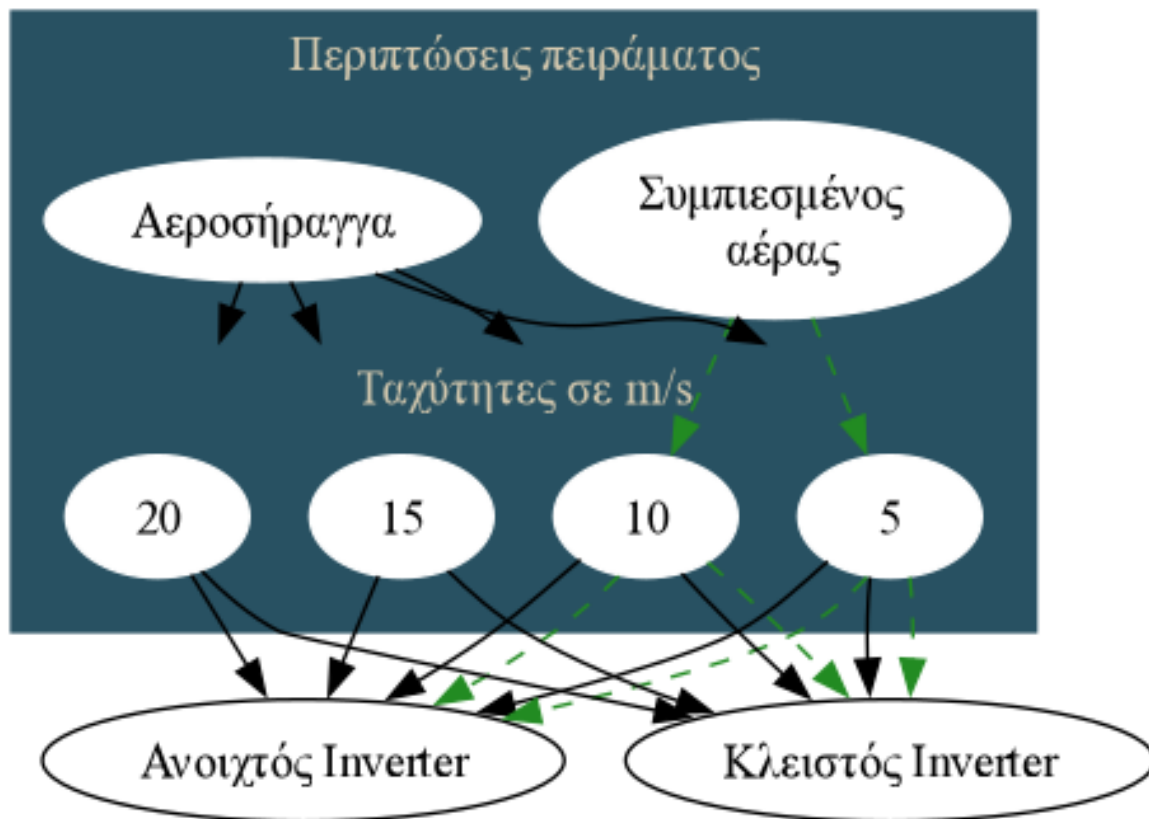 Περιπτώσεις πειράματος
Αεροσήραγγα
Συμπιεσμένος
αέρας
Ταχύτητες σε m/s
20
15
10
5
Ανοιχτός Inverter
Κλειστός Inverter